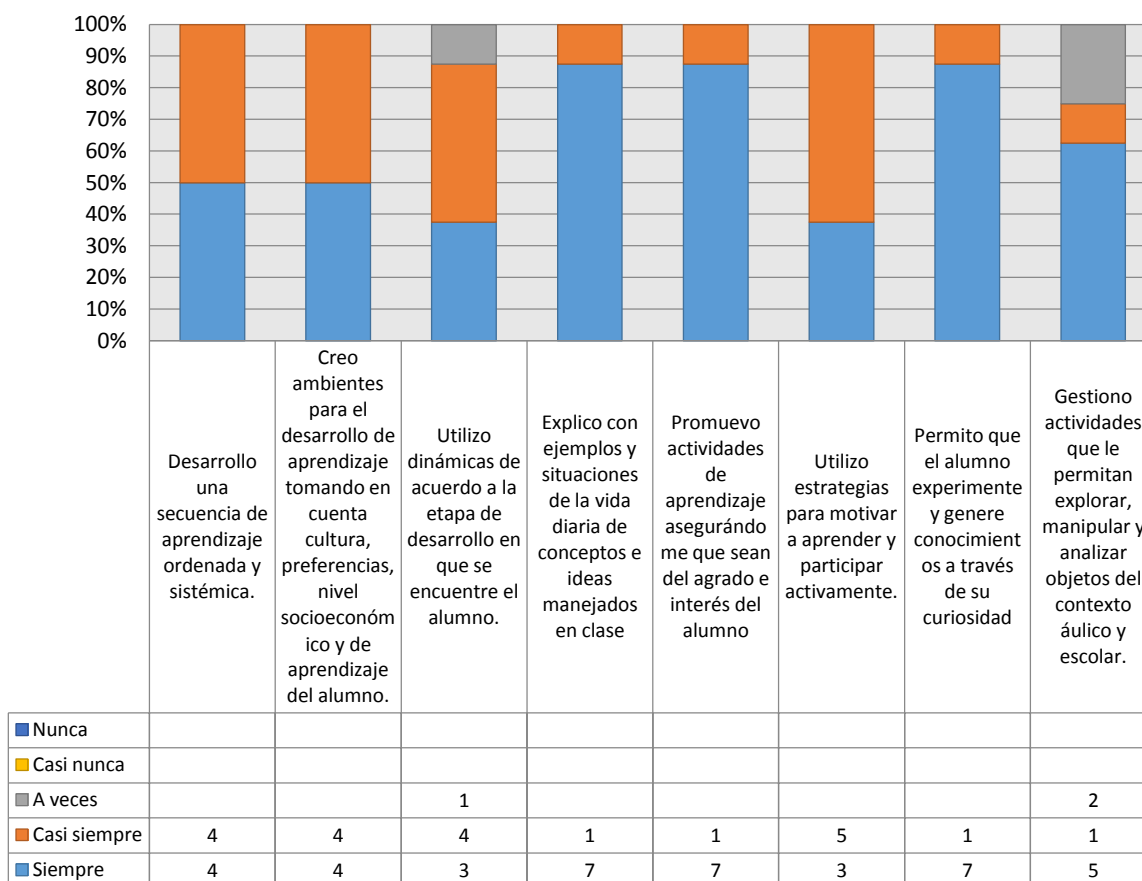 100%
90%
80%
70%
60%
50%
40%
30%
20%
10%
0%
Desarrollo
una
secuencia de
aprendizaje
ordenada y
sistémica.
Creo
ambientes
para el
desarrollo de
aprendizaje
tomando en
cuenta
cultura,
preferencias,
nivel
socioeconóm
ico y de
aprendizaje
del alumno.
Utilizo
dinámicas de
acuerdo a la
etapa de
desarrollo en
que se
encuentre el
alumno.
Explico con
ejemplos y
situaciones
de la vida
diaria de
conceptos e
ideas
manejados
en clase
Promuevo
actividades
de
aprendizaje
asegurándo
me que sean
del agrado e
interés del
alumno
Utilizo
estrategias
para motivar
a aprender y
participar
activamente.
Permito que
el alumno
experimente
y genere
conocimient
os a través
de su
curiosidad
Gestiono
actividades
que le
permitan
explorar,
manipular y
analizar
objetos del
contexto
áulico y
escolar.
Nunca
Casi nunca
A veces 1 2
Casi siempre 4 4 4 1 1 5 1 1
Siempre 4 4 3 7 7 3 7 5